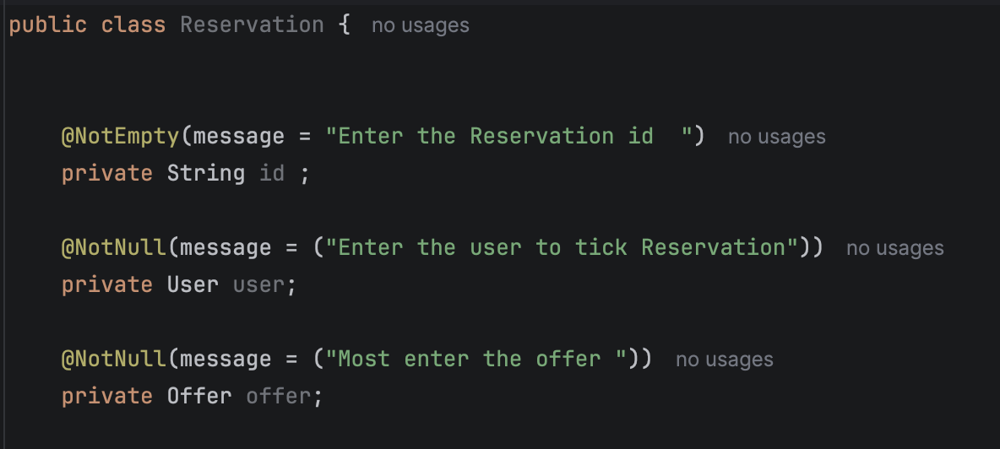 public class Reservation { no usages
@NotEmpty(message = "Enter the Reservation id  ") no usages
private String id ;
@NotNull(message = ("Enter the user to tick Reservation")) no usages
private User user;
@NotNull(message = ("Most enter the offer ")) no usages
private Offer offer;